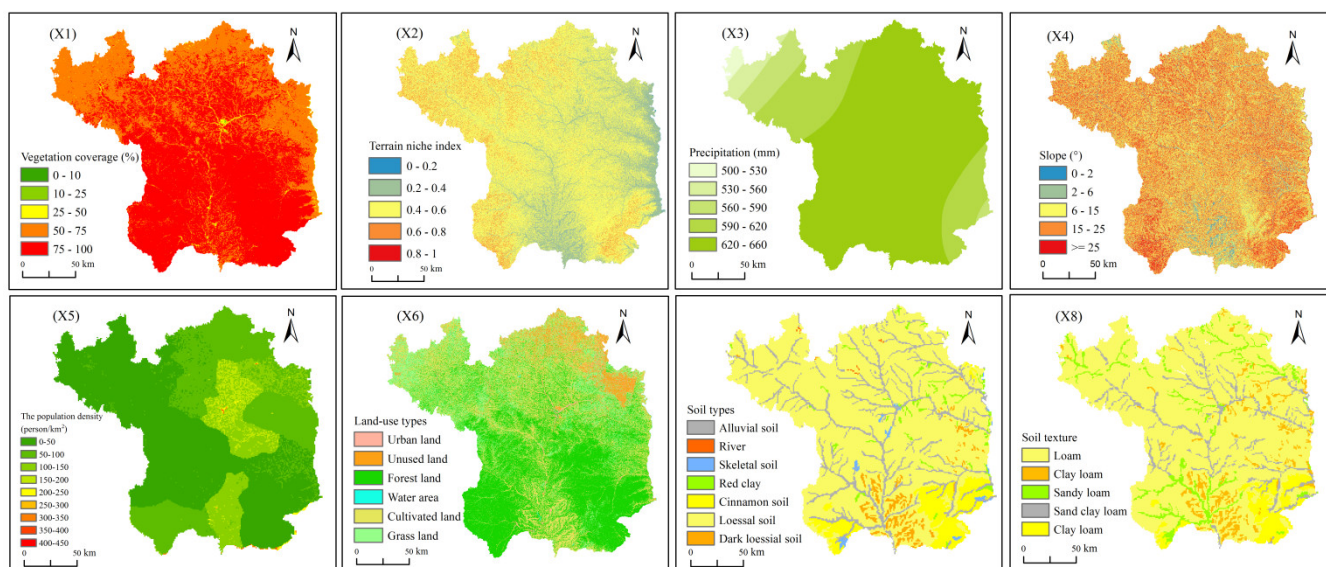 (X1)
N
Vegetation coverage (%)
0 - 10
10 - 25
25 - 50
50 - 75
75 - 100
0 50 km
(X2)
N
Terrain niche index
0 - 0.2
0.2 - 0.4
0.4 - 0.6
0.6 - 0.8
0.8 - 1
0 50 km
(X3)
N
Precipitation (mm)
500 - 530
530 - 560
560 - 590
590 - 620
620 - 660
0 50 km
(X4)
N
Slope (°)
0 - 2
2 - 6
6 - 15
15 - 25
>= 25
0 50 km
(X5)
N
The population density
(person/km²)
0-50
50-100
100-150
150-200
200-250
250-300
300-350
350-400
400-450
0 50 km
(X6)
N
Land-use types
Urban land
Unused land
Forest land
Water area
Cultivated land
Grass land
0 50 km
N
Soil types
Alluvial soil
River
Skeletal soil
Red clay
Cinnamon soil
Loessal soil
Dark loessial soil
0 50 km
(X8)
N
Soil texture
Loam
Clay loam
Sandy loam
Sand clay loam
Clay loam
0 50 km